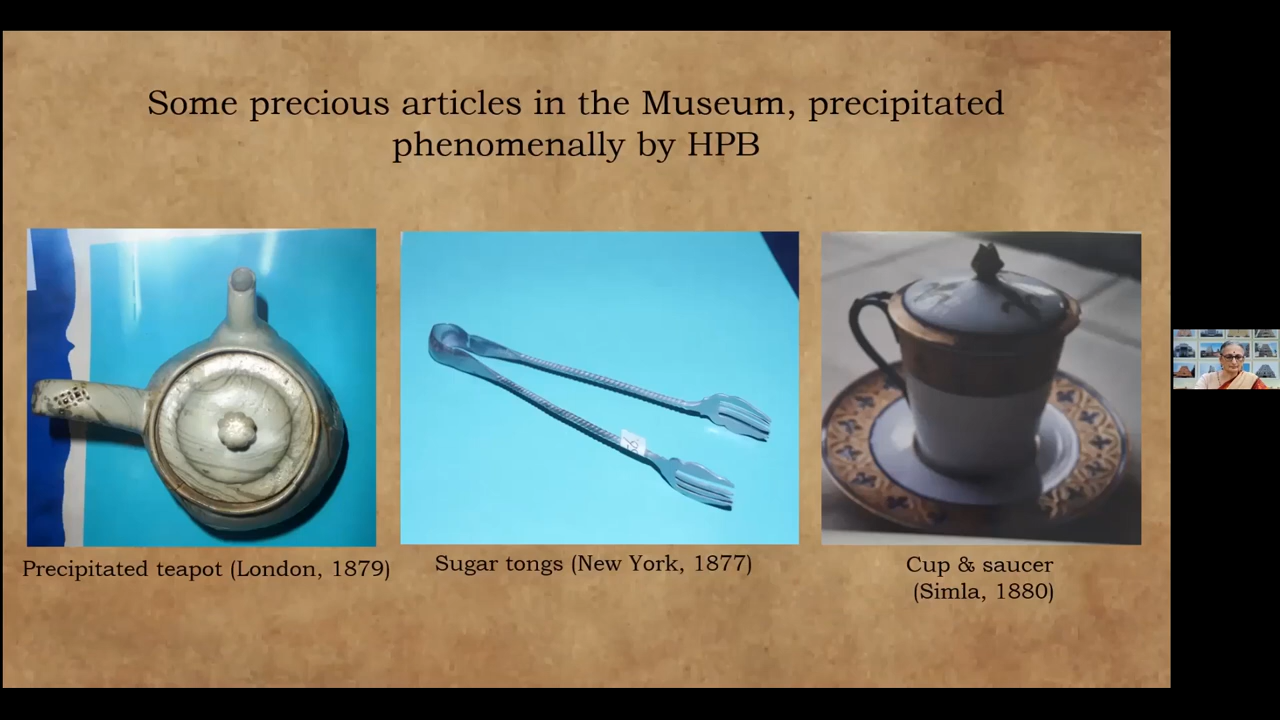 Some precious articles in the Museum, precipitated
phenomenally by HPB
Precipitated teapot (London, 1879)
Sugar tongs (New York, 1877)
Cup & saucer
(Simla, 1880)